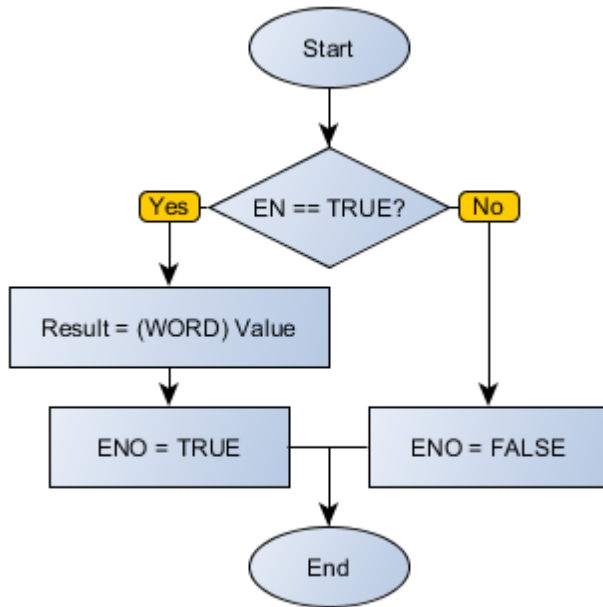 Start
EN == TRUE?
Yes
No
Result = (WORD) Value
ENO = TRUE
ENO = FALSE
End